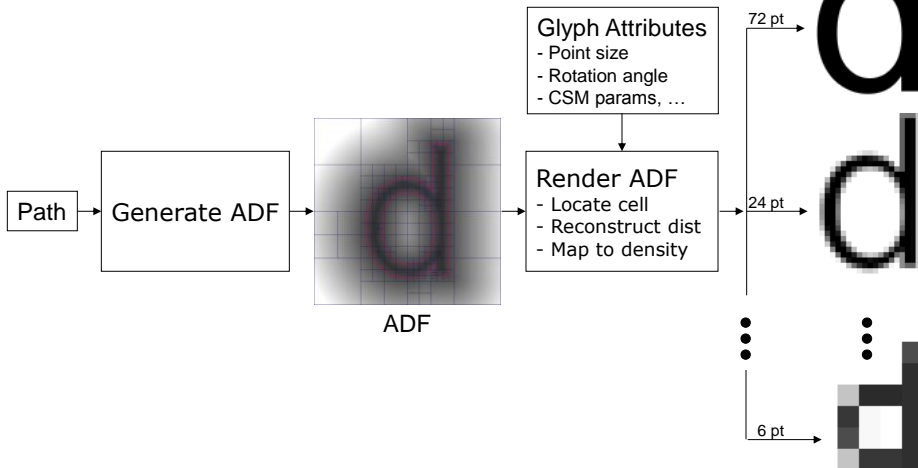 Path
Generate ADF
ADF
Glyph Attributes
- Point size
- Rotation angle
- CSM params, …
Render ADF
- Locate cell
- Reconstruct dist
- Map to density
72 pt
d
24 pt
d
6 pt